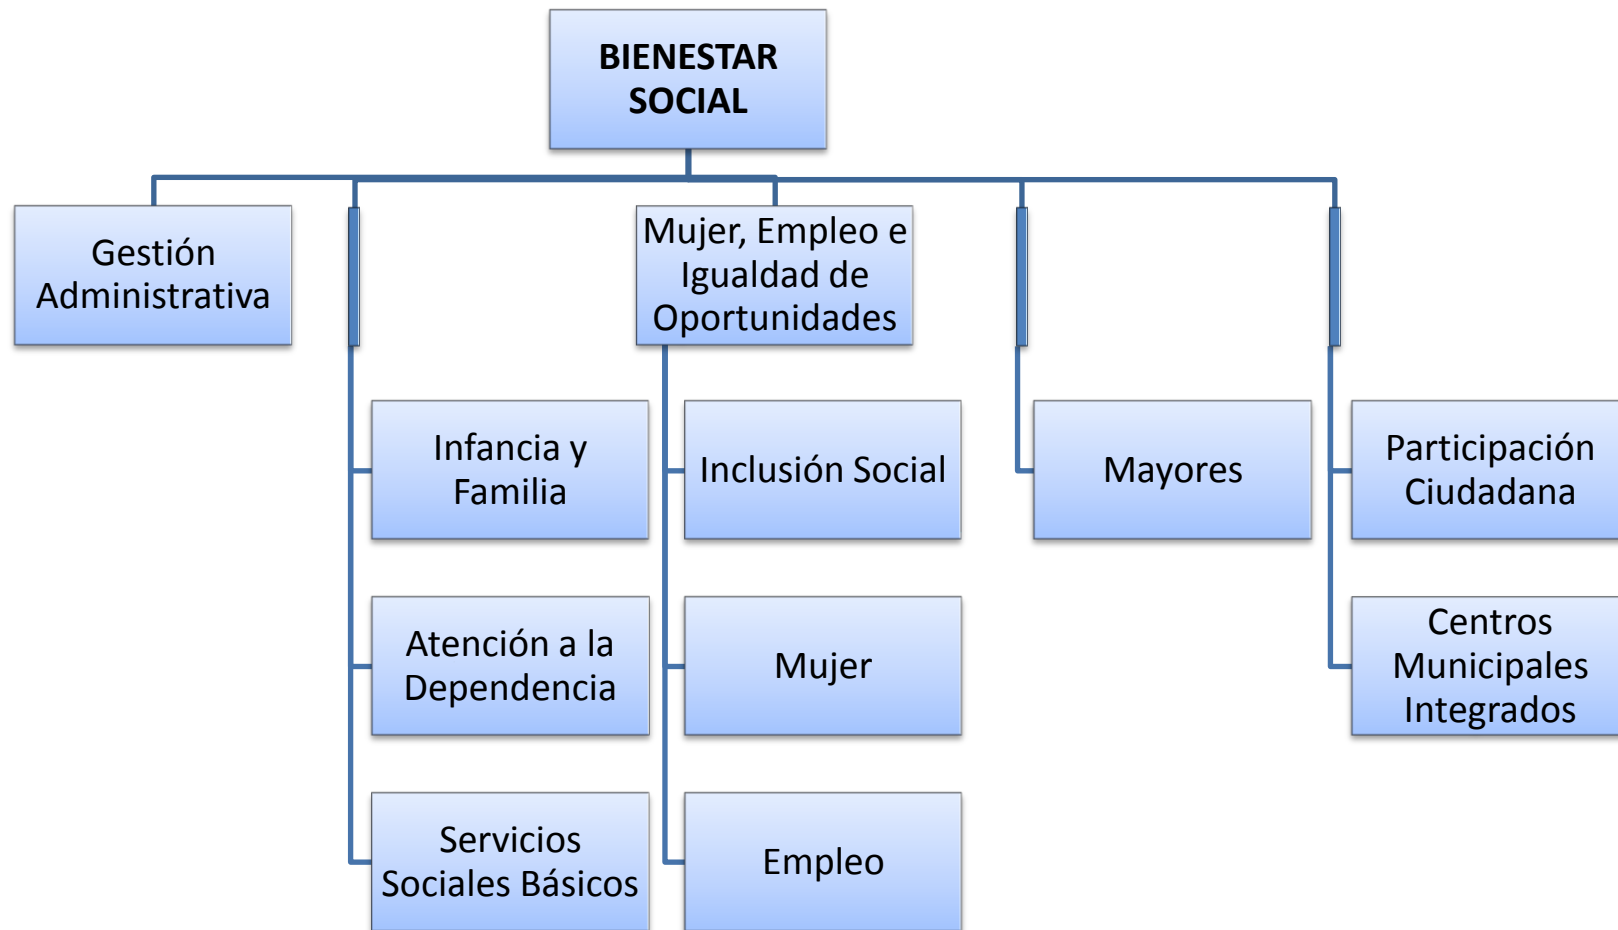 BIENESTAR
SOCIAL
Gestión
Administrativa
Mujer, Empleo e
Igualdad de
Oportunidades
Infancia y
Familia
Inclusión Social
Mayores
Participación
Ciudadana
Atención a la
Dependencia
Mujer
Centros
Municipales
Integrados
Servicios
Sociales Básicos
Empleo